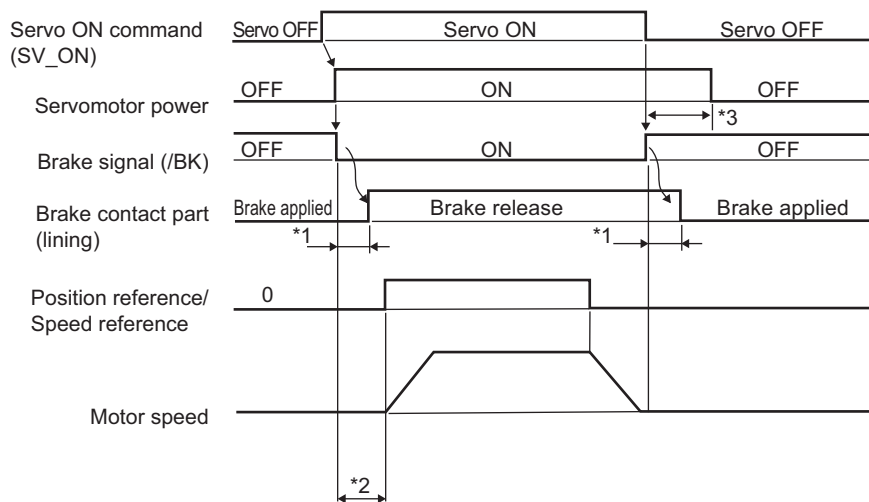 Servo ON command
(SV_ON)
Servo OFF
Servo ON
Servo OFF
Servomotor power
OFF
ON
OFF
*3
Brake signal (/BK)
OFF
ON
OFF
Brake contact part
(lining)
Brake applied
Brake release
Brake applied
*1
*1
Position reference/
Speed reference
0
Motor speed
*2